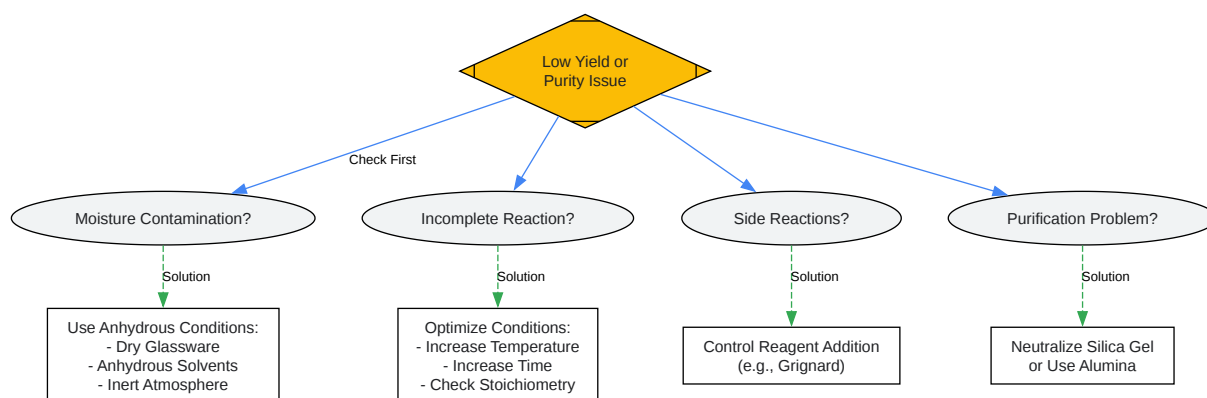 Low Yield or
Purity Issue
Check First
Moisture Contamination?
Incomplete Reaction?
Side Reactions?
Purification Problem?
Solution
Solution
Solution
Solution
Use Anhydrous Conditions:
- Dry Glassware
- Anhydrous Solvents
- Inert Atmosphere
Optimize Conditions:
- Increase Temperature
- Increase Time
- Check Stoichiometry
Control Reagent Addition
(e.g., Grignard)
Neutralize Silica Gel
or Use Alumina